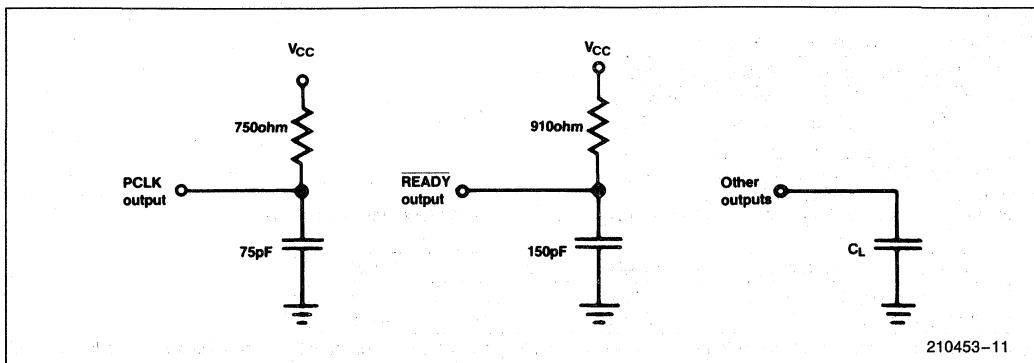 VCC
750ohm
PCLK
output
75pF
VCC
910ohm
READY
output
150pF
Other
outputs
CL
210453-11